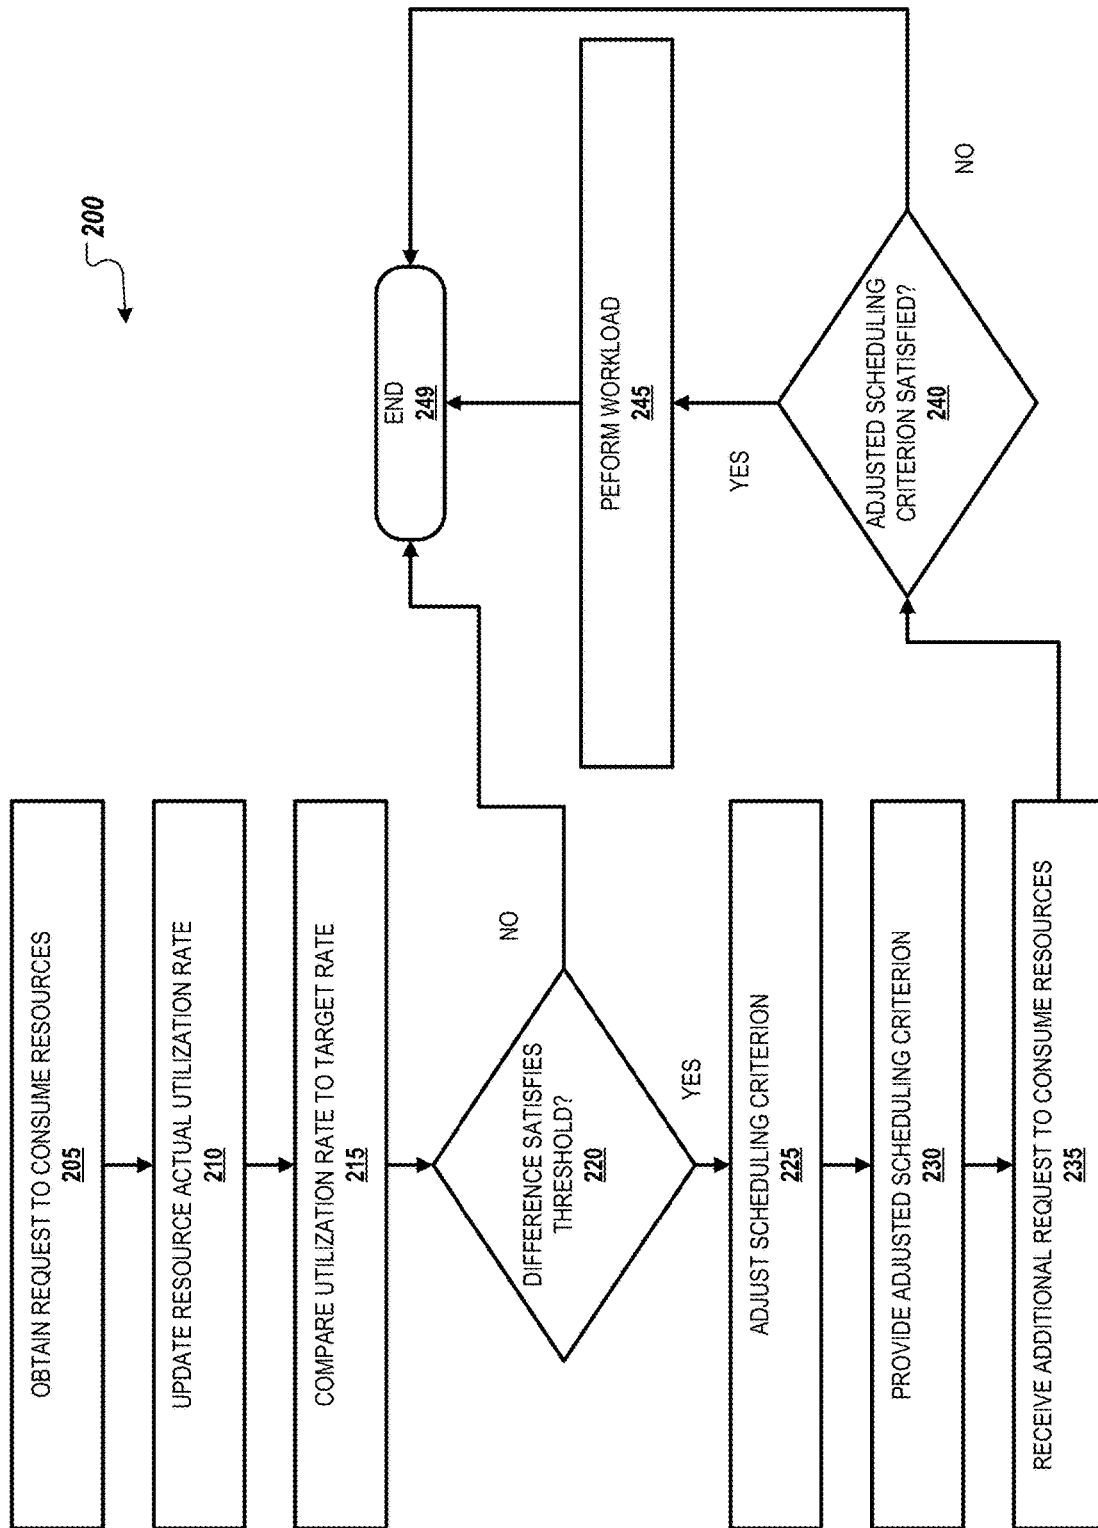 200
OBTAIN REQUEST TO CONSUME RESOURCES
205
UPDATE RESOURCE ACTUAL UTILIZATION RATE
210
COMPARE UTILIZATION RATE TO TARGET RATE
215
DIFFERENCE SATISFIES
THRESHOLD?
220
NO
YES
ADJUST SCHEDULING CRITERION
225
PROVIDE ADJUSTED SCHEDULING CRITERION
230
RECEIVE ADDITIONAL REQUEST TO CONSUME RESOURCES
235
END
249
PEFORM WORKLOAD
245
YES
ADJUSTED SCHEDULING
CRITERION SATISFIED?
240
NO